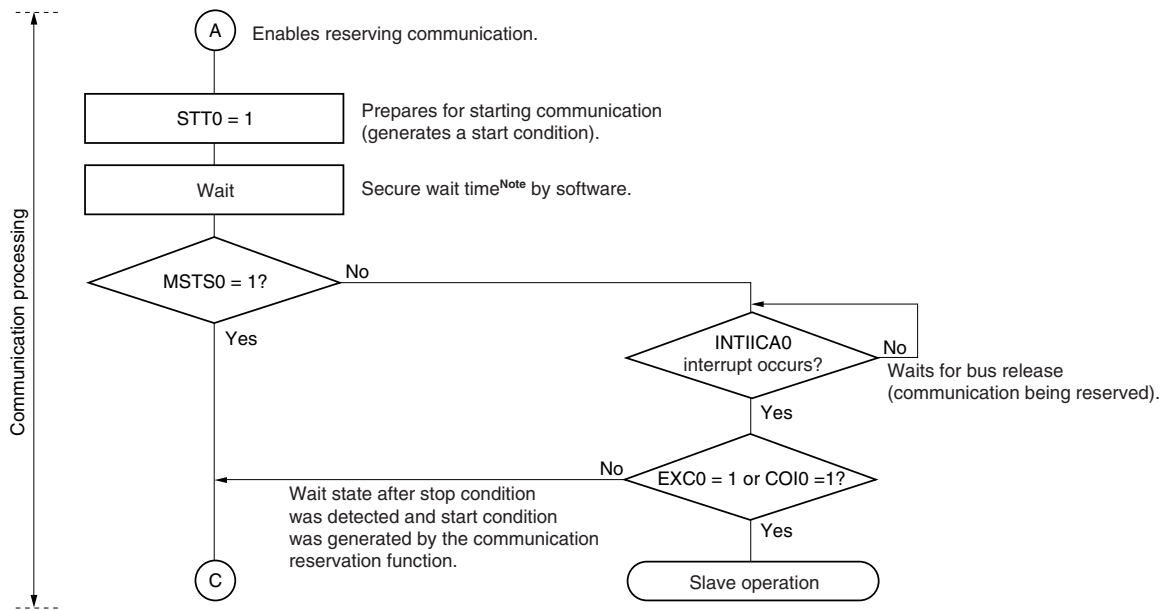 A
Enables reserving communication.
STT0 = 1
Prepares for starting communication
(generates a start condition).
Wait
Secure wait timeNote by software.
MSTS0 = 1?
No
Yes
INTIICA0
interrupt occurs?
No
Waits for bus release
(communication being reserved).
Yes
EXC0 = 1 or COI0 =1?
No
Wait state after stop condition
was detected and start condition
was generated by the communication
reservation function.
Yes
C
Slave operation
Communication processing